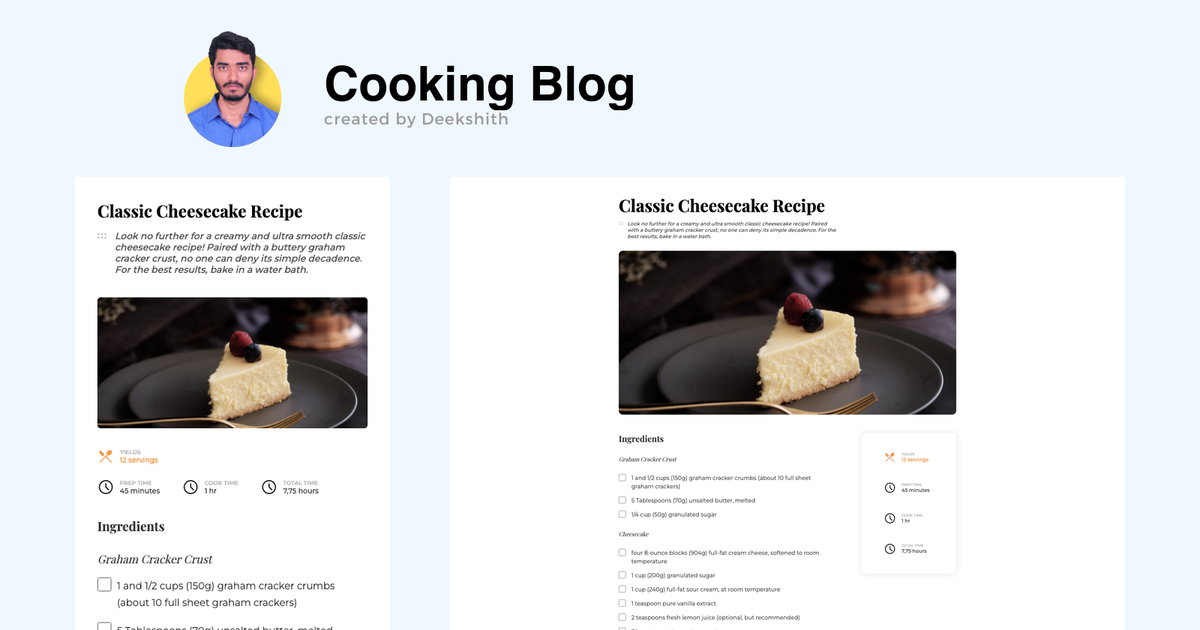 Cooking Blog
created by Deekshith
Classic Cheesecake Recipe
Look no further for a creamy and ultra smooth classic
cheesecake recipe! Paired with a buttery graham
cracker crust, no one can deny its simple decadence.
For the best results, bake in a water bath.
YIELDS
12 servings
PREP TIME
45 minutes
COOK TIME
1 hr
TOTAL TIME
7,75 hours
Ingredients
Graham Cracker Crust
1 and 1/2 cups (150g) graham cracker crumbs
(about 10 full sheet graham crackers)
5 Tablespoons (70g) unsalted butter, melted
Classic Cheesecake Recipe
Look no further for a creamy and ultra smooth classic cheesecake recipe! Paired
with a buttery graham cracker crust, no one can deny its simple decadence. For the
best results, bake in a water bath.
Ingredients
Graham Cracker Crust
1 and 1/2 cups (150g) graham cracker crumbs (about 10 full sheet
graham crackers)
5 Tablespoons (70g) unsalted butter, melted
1/4 cup (50g) granulated sugar
Cheesecake
four 8-ounce blocks (904g) full-fat cream cheese, softened to room
temperature
1 cup (200g) granulated sugar
1 cup (240g) full-fat sour cream, at room temperature
1 teaspoon pure vanilla extract
2 teaspoons fresh lemon juice (optional, but recommended)
YIELDS
12 servings
PREP TIME
45 minutes
COOK TIME
1 hr
TOTAL TIME
7,75 hours